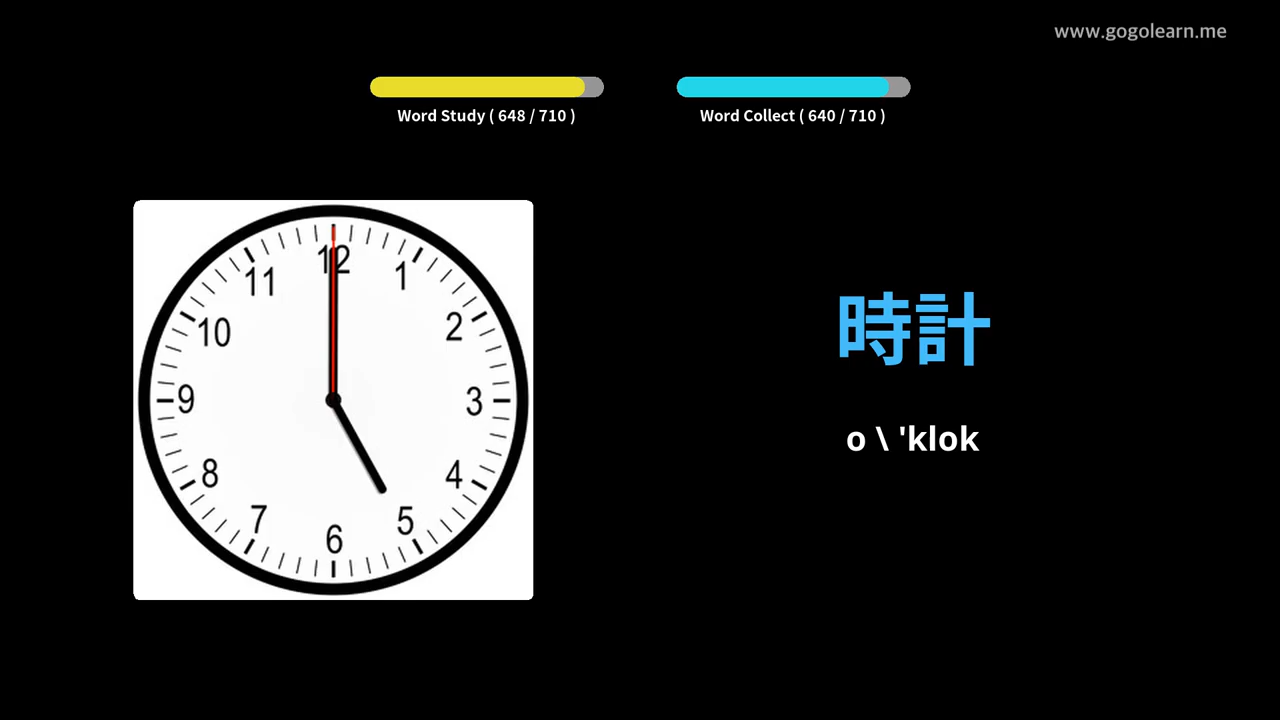 www.gogolearn.me
Word Study ( 648 / 710 )
Word Collect ( 640 / 710 )
12
11
1
10
2
9
3
8
4
7
5
6
時計
o \ 'klok